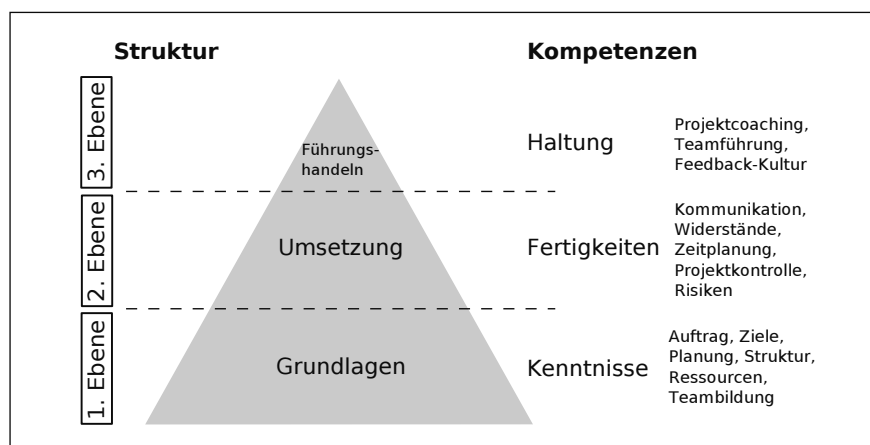 Struktur
Kompetenzen
3. Ebene
Führungs-
handeln
Haltung
Projektcoaching,
Teamführung,
Feedback-Kultur
2. Ebene
Umsetzung
Fertigkeiten
Kommunikation,
Widerstände,
Zeitplanung,
Projektkontrolle,
Risiken
1. Ebene
Grundlagen
Kenntnisse
Auftrag, Ziele,
Planung, Struktur,
Ressourcen,
Teambildung